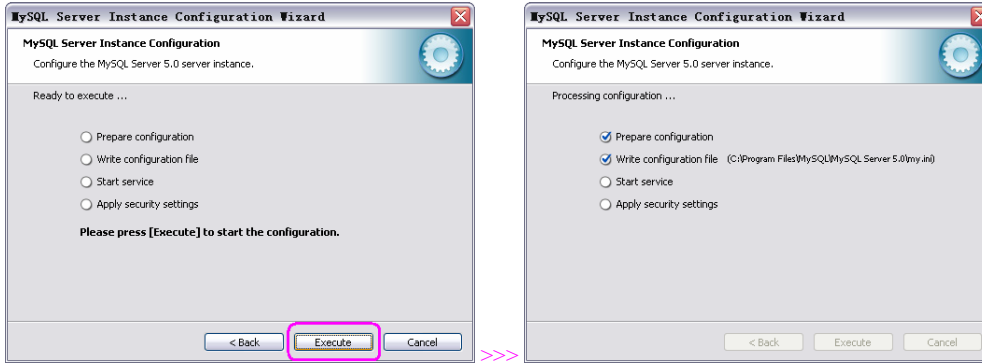 MySQL Server Instance Configuration Wizard
MySQL Server Instance Configuration
Configure the MySQL Server 5.0 server instance.
Ready to execute ...
Prepare configuration
Write configuration file
Start service
Apply security settings
Please press [Execute] to start the configuration.
< Back Execute Cancel
>>>
MySQL Server Instance Configuration Wizard
MySQL Server Instance Configuration
Configure the MySQL Server 5.0 server instance.
Processing configuration ...
Prepare configuration
Write configuration file (C:\Program Files\MySQL\MySQL Server 5.0\my.ini)
Start service
Apply security settings
< Back Execute Cancel